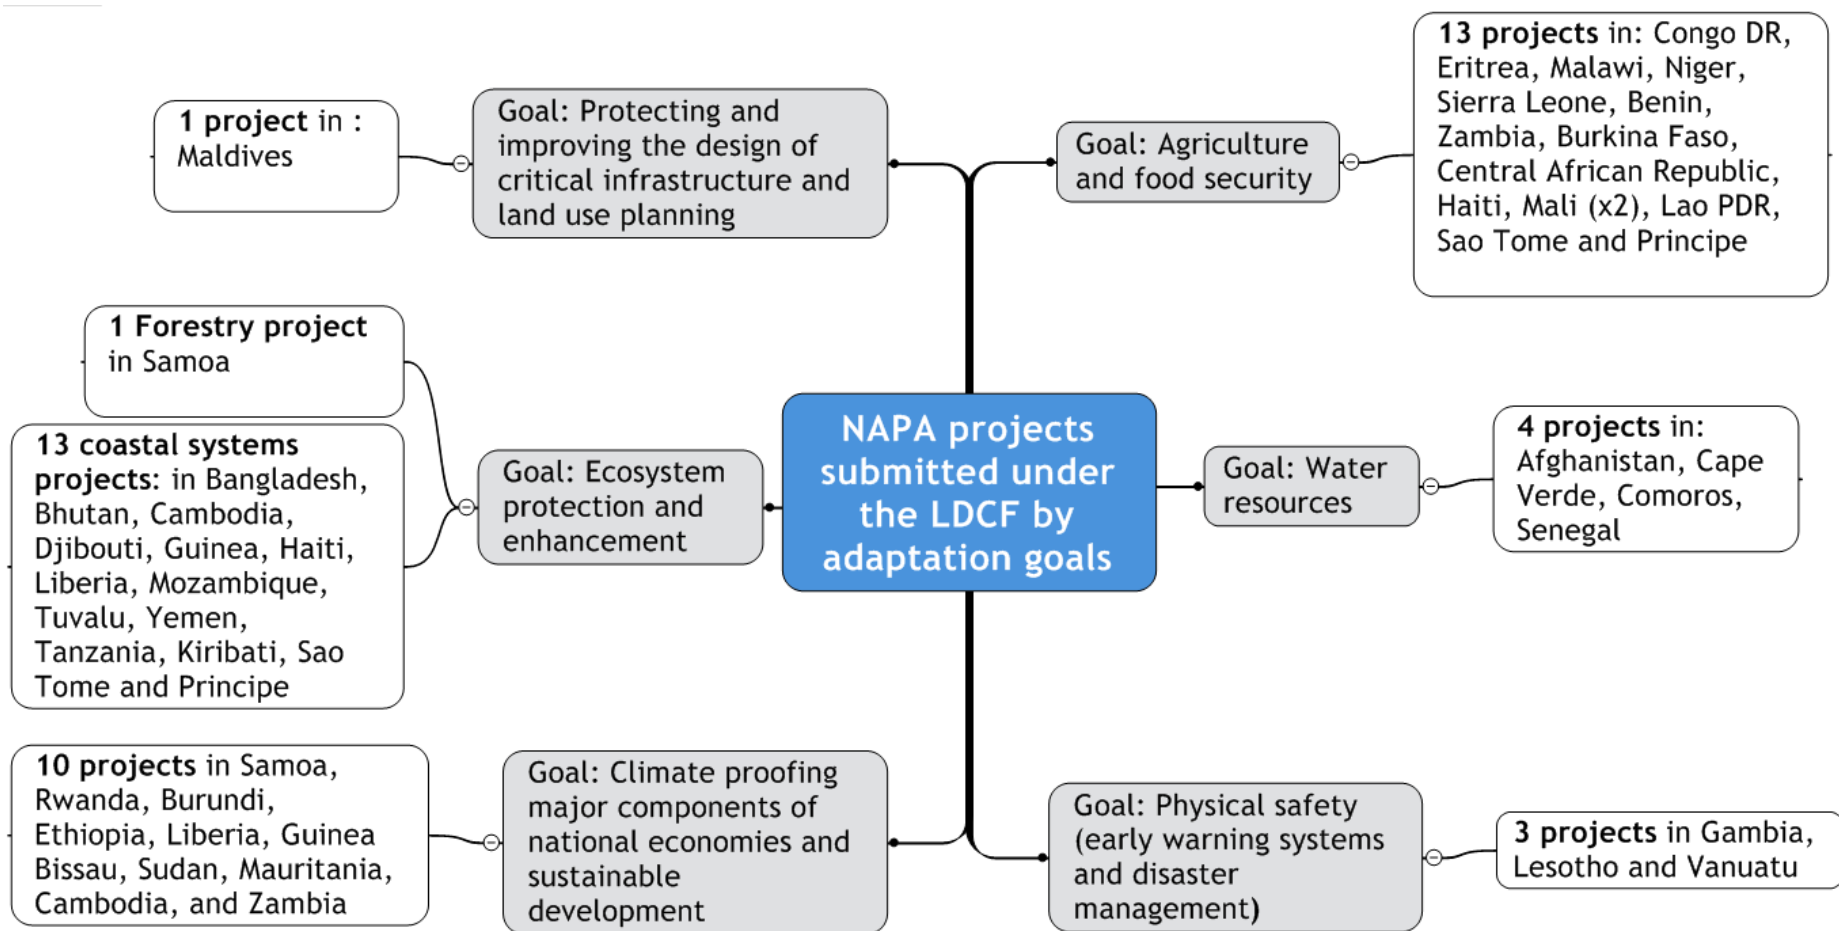 1 project in :
Maldives
Goal: Protecting and
improving the design of
critical infrastructure and
land use planning
Goal: Agriculture
and food security
13 projects in: Congo DR,
Eritrea, Malawi, Niger,
Sierra Leone, Benin,
Zambia, Burkina Faso,
Central African Republic,
Haiti, Mali (x2), Lao PDR,
Sao Tome and Principe
1 Forestry project
in Samoa
13 coastal systems
projects: in Bangladesh,
Bhutan, Cambodia,
Djibouti, Guinea, Haiti,
Liberia, Mozambique,
Tuvalu, Yemen,
Tanzania, Kiribati, Sao
Tome and Principe
Goal: Ecosystem
protection and
enhancement
NAPA projects
submitted under
the LDCF by
adaptation goals
Goal: Water
resources
4 projects in:
Afghanistan, Cape
Verde, Comoros,
Senegal
10 projects in Samoa,
Rwanda, Burundi,
Ethiopia, Liberia, Guinea
Bissau, Sudan, Mauritania,
Cambodia, and Zambia
Goal: Climate proofing
major components of
national economies and
sustainable
development
Goal: Physical safety
(early warning systems
and disaster
management)
3 projects in Gambia,
Lesotho and Vanuatu